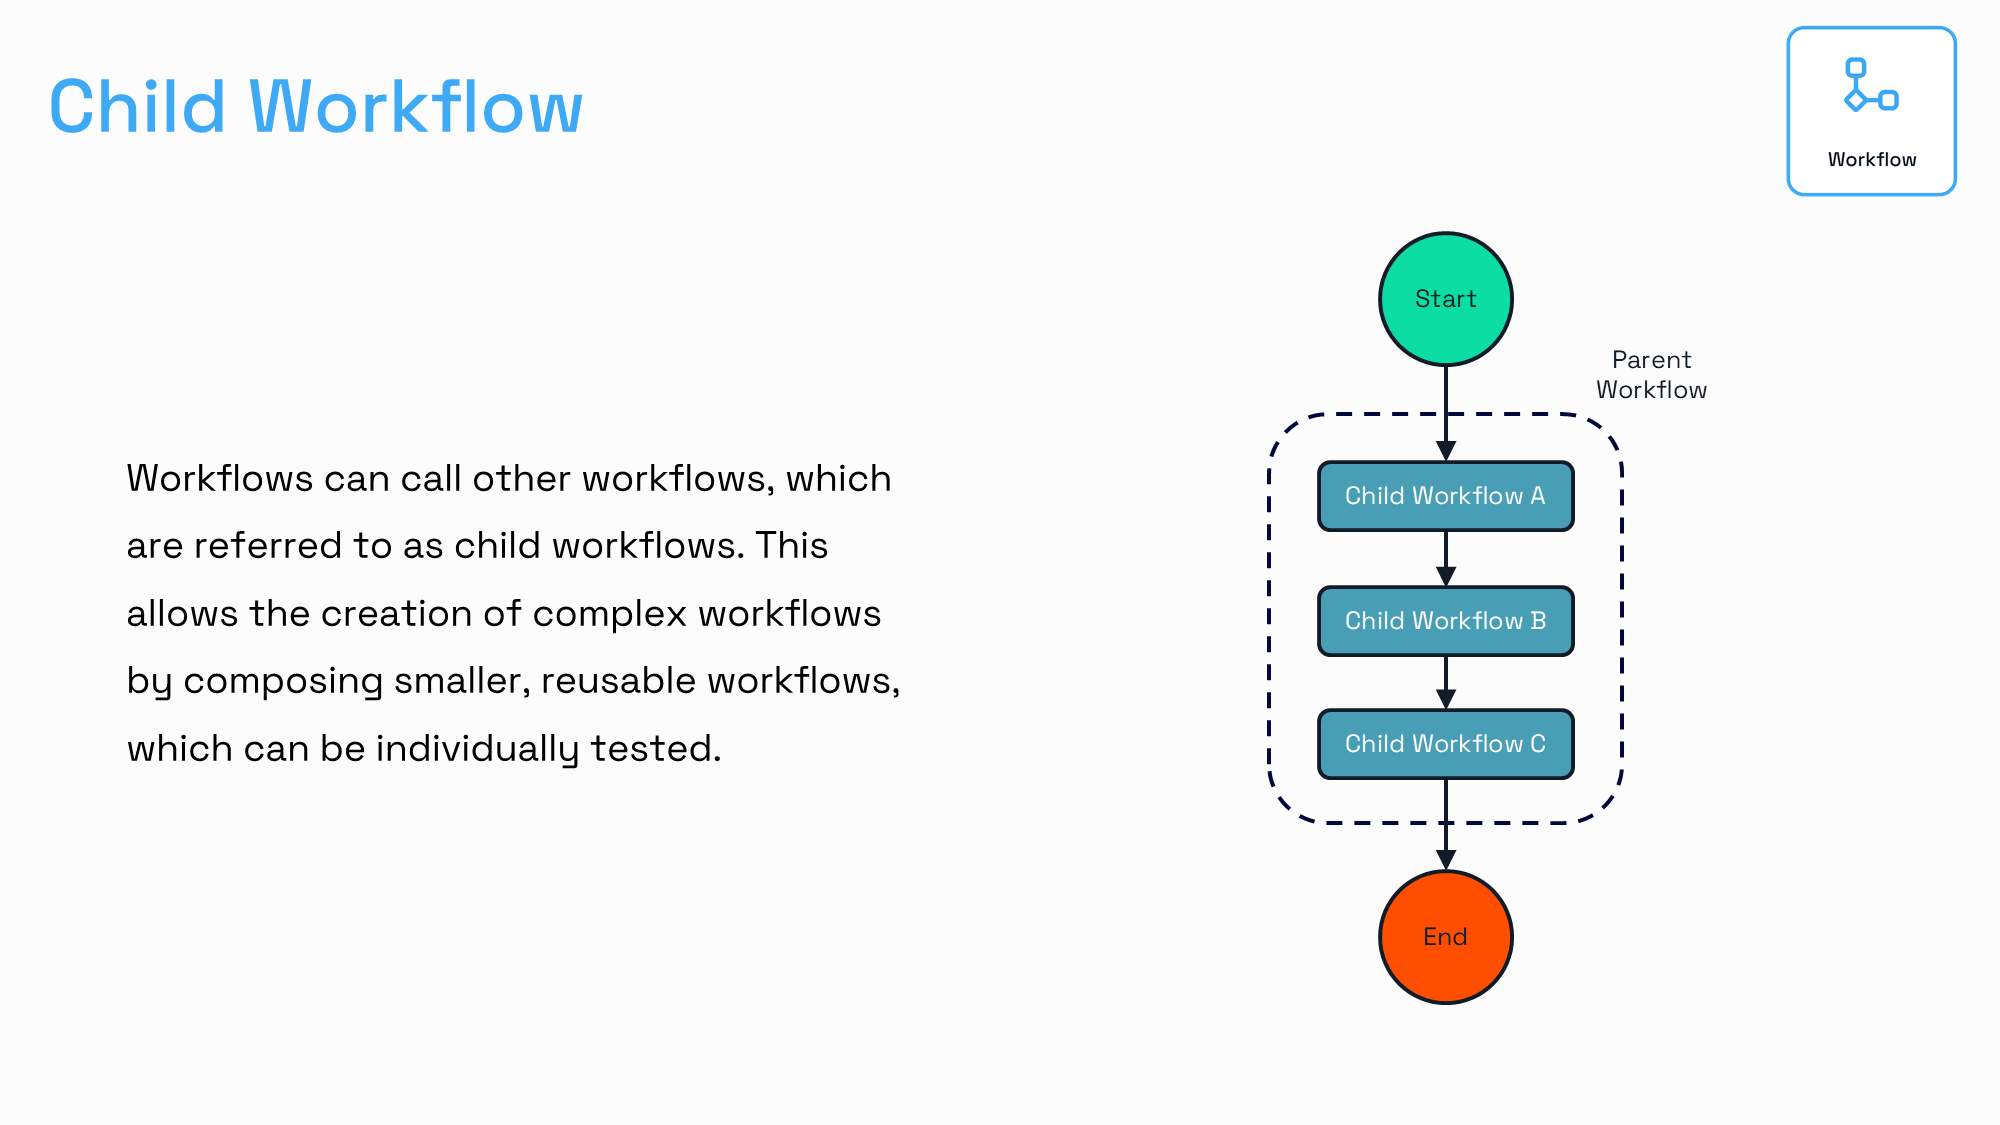 Child Workflow
Workflow
Workflows can call other workflows, which
are referred to as child workflows. This
allows the creation of complex workflows
by composing smaller, reusable workflows,
which can be individually tested.
Start
Parent
Workflow
Child Workflow A
Child Workflow B
Child Workflow C
End